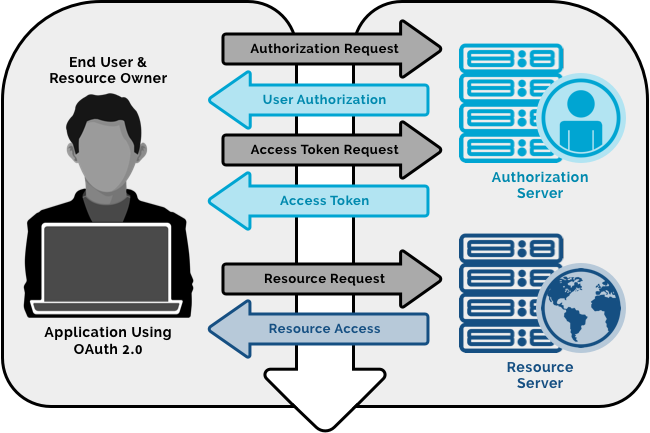 End User &
Resource Owner
Application Using
OAuth 2.0
Authorization Request
User Authorization
Access Token Request
Access Token
Resource Request
Resource Access
Authorization
Server
Resource
Server